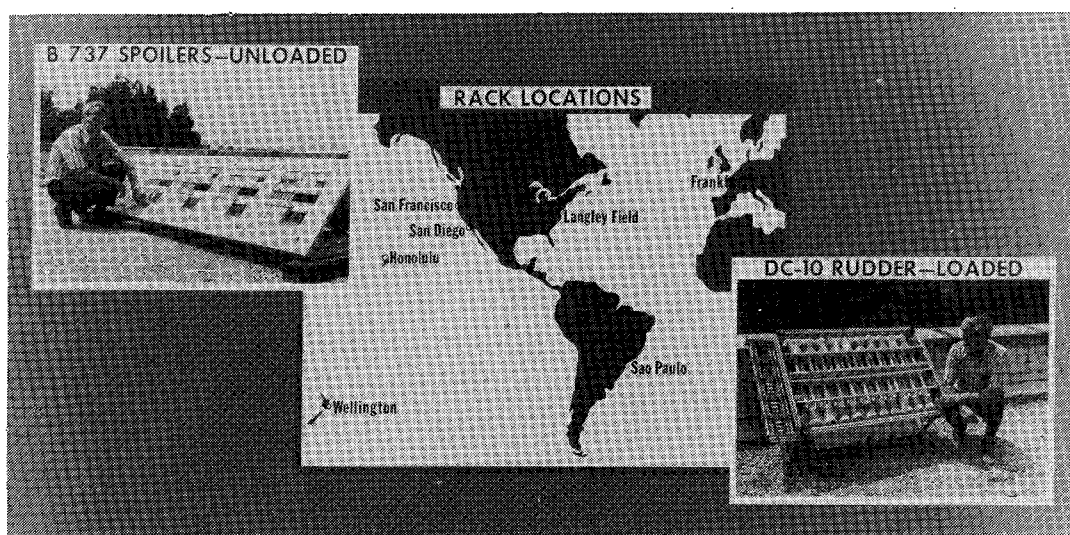 B 737 SPOILERS—UNLOADED
RACK LOCATIONS
Frankf
San Francisco
Langley Field
San Diego
Honolulu
DC-10 RUDDER—LOADED
Sao Paulo
Wellington